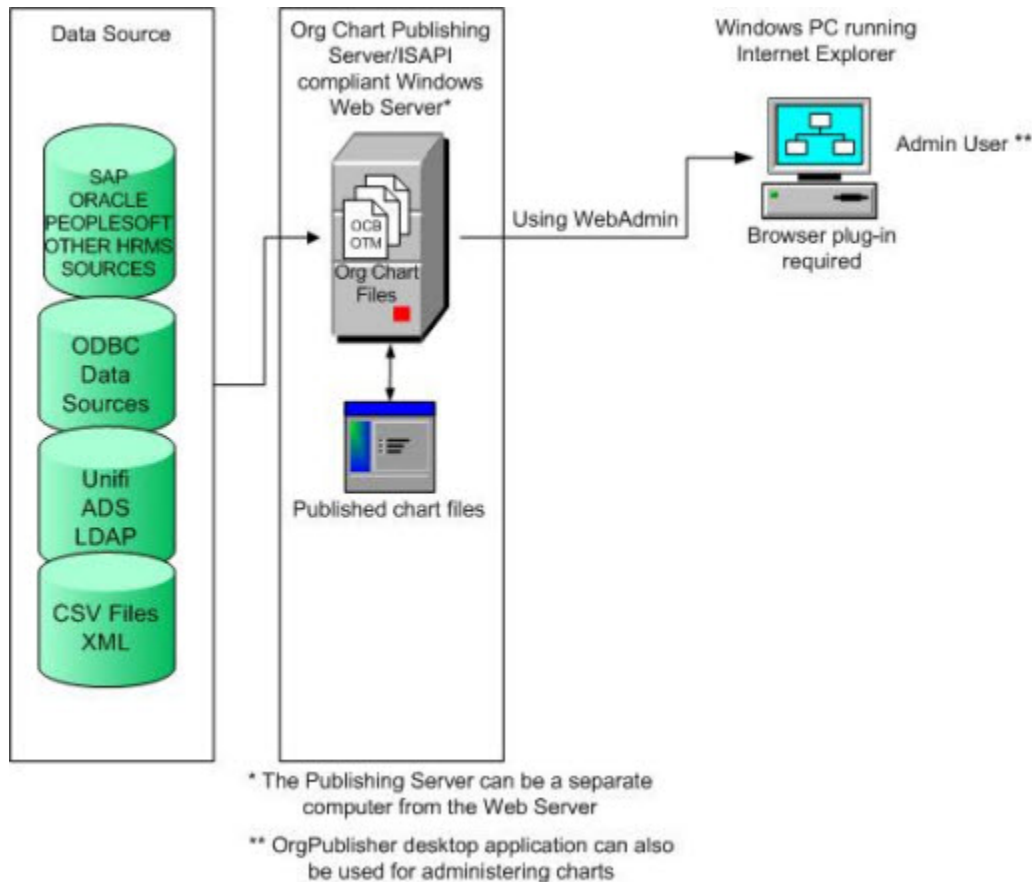 Data Source
SAP
ORACLE
PEOPLESOFT
OTHER HRMS
SOURCES
ODBC
Data
Sources
Unifi
ADS
LDAP
CSV Files
XML
Org Chart Publishing
Server/ISAPI
compliant Windows
Web Server*
OCB
OTM
Org Chart
Files
Published chart files
Using WebAdmin
Windows PC running
Internet Explorer
Admin User **
Browser plug-in
required
* The Publishing Server can be a separate
computer from the Web Server
** OrgPublisher desktop application can also
be used for administering charts